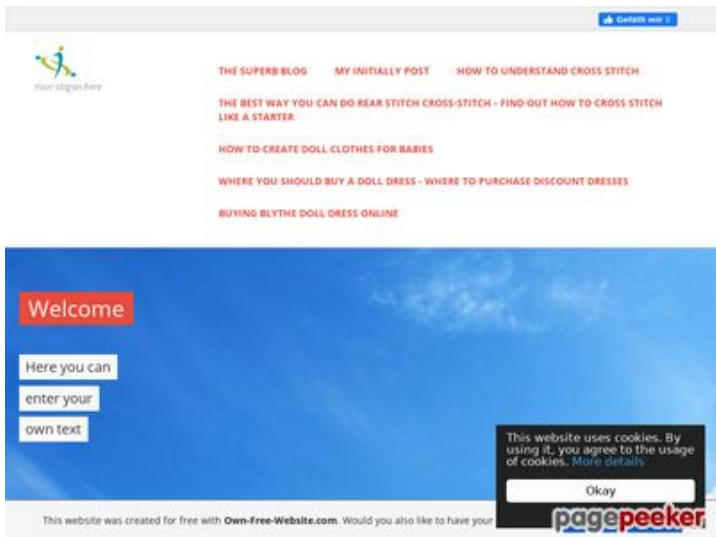 Gefällt mir 0
Your slogan here
THE SUPERB BLOG MY INITIALLY POST HOW TO UNDERSTAND CROSS STITCH
THE BEST WAY YOU CAN DO REAR STITCH CROSS-STITCH - FIND OUT HOW TO CROSS STITCH
LIKE A STARTER
HOW TO CREATE DOLL CLOTHES FOR BABIES
WHERE YOU SHOULD BUY A DOLL DRESS - WHERE TO PURCHASE DISCOUNT DRESSES
BUYING BLYTHE DOLL DRESS ONLINE
Welcome
Here you can
enter your
own text
This website uses cookies. By
using it, you agree to the usage
of cookies. More details
Okay
This website was created for free with Own-Free-Website.com. Would you also like to have your
pagepeeker